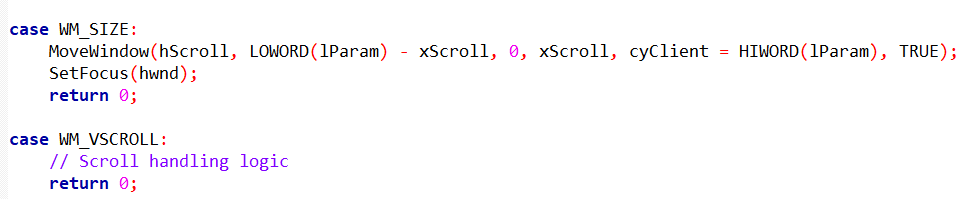 case WM_SIZE:
    MoveWindow(hScroll, LOWORD(lParam) - xScroll, 0, xScroll, cyClient = HIWORD(lParam), TRUE);
    SetFocus(hwnd);
    return 0;

case WM_VSCROLL:
    // Scroll handling logic
    return 0;